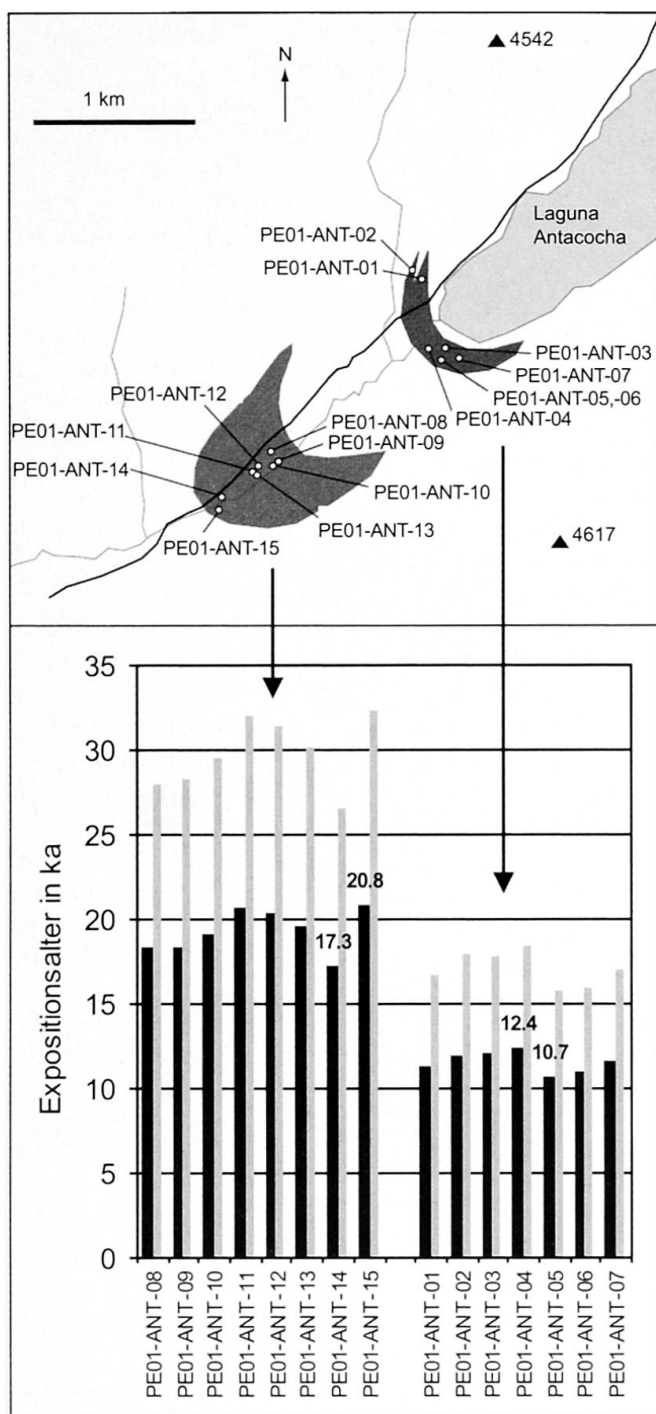 4542
N
1 km
Laguna
Antacocha
PE01-ANT-02
PE01-ANT-01
PE01-ANT-03
PE01-ANT-12
PE01-ANT-07
PE01-ANT-08
PE01-ANT-05,-06
PE01-ANT-11
PE01-ANT-09
PE01-ANT-04
PE01-ANT-14
PE01-ANT-10
PE01-ANT-13
PE01-ANT-15
4617
Expositionsalter in ka
35
30
25
20
15
10
5
0
20.8
17.3
12.4
10.7
PE01-ANT-08
PE01-ANT-09
PE01-ANT-10
PE01-ANT-11
PE01-ANT-12
PE01-ANT-13
PE01-ANT-14
PE01-ANT-15
PE01-ANT-01
PE01-ANT-02
PE01-ANT-03
PE01-ANT-04
PE01-ANT-05
PE01-ANT-06
PE01-ANT-07